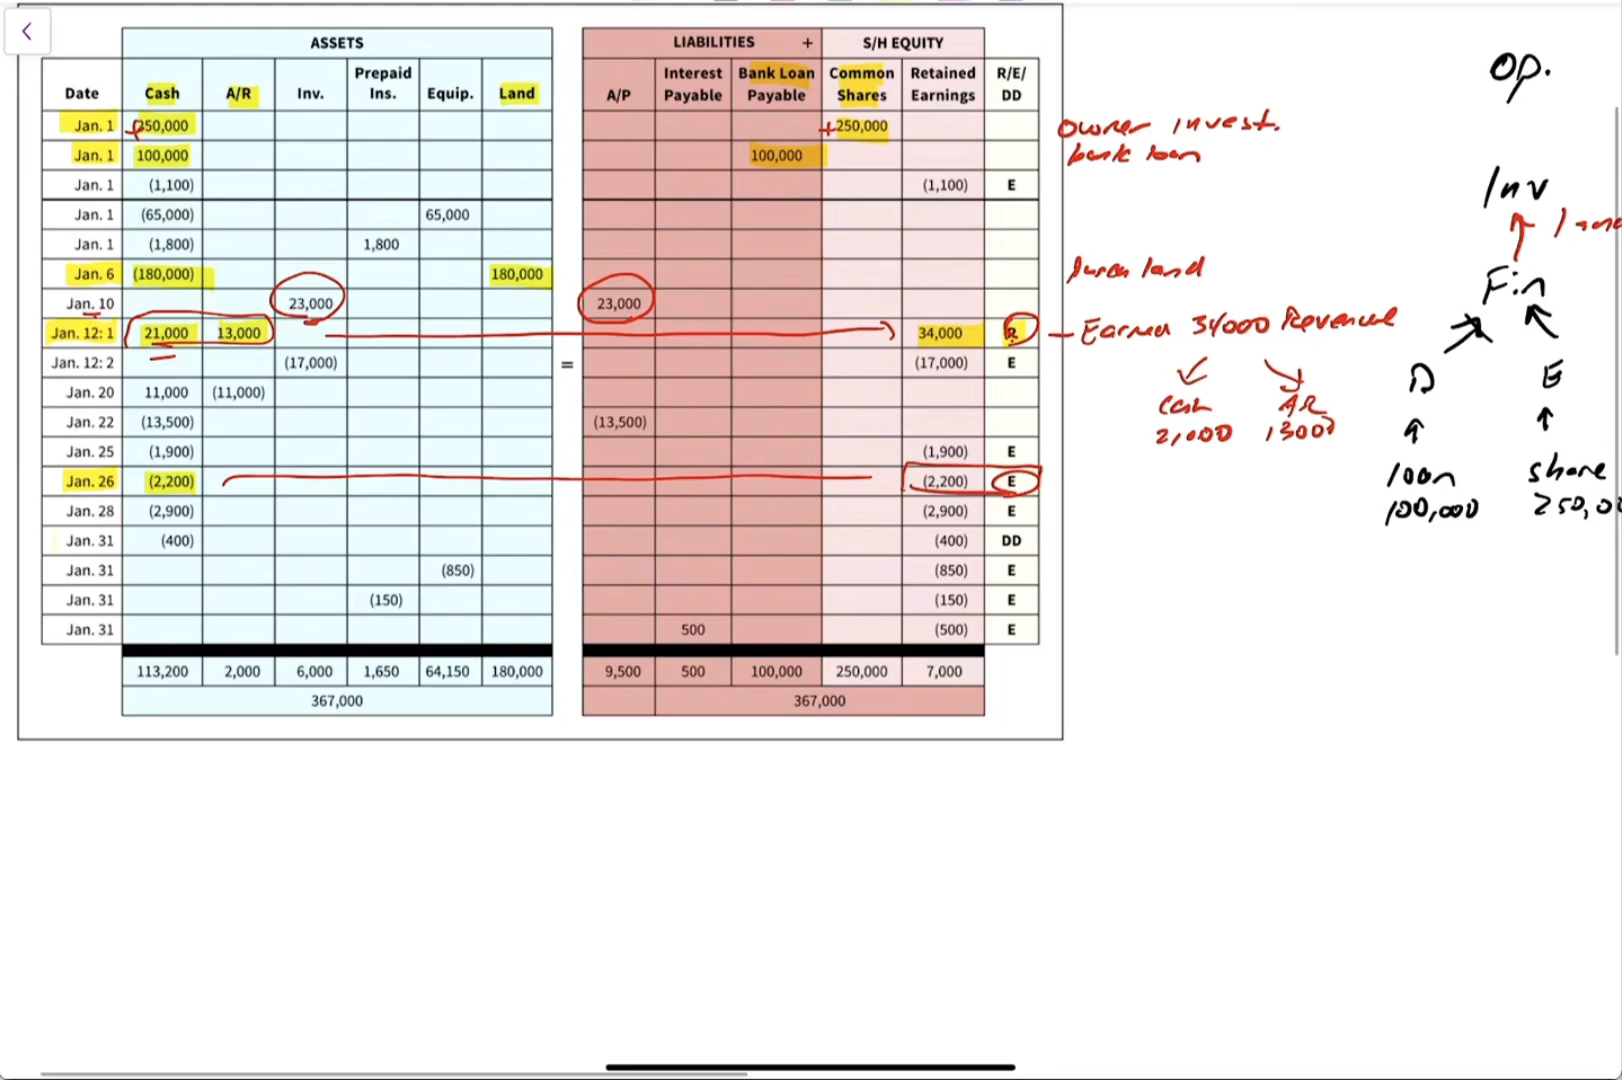 ASSETS LIABILITIES + S/H EQUITY
Date Cash A/R Inv. Prepaid Ins. Equip. Land A/P Interest Payable Bank Loan Payable Common Shares Retained Earnings R/E/ DD
Jan. 1 +250,000 +250,000 owner invest.
Jan. 1 100,000 100,000 bank loan
Jan. 1 (1,100) (1,100) E
Jan. 1 (65,000) 65,000
Jan. 1 (1,800) 1,800
Jan. 6 (180,000) 180,000 land
Jan. 10 23,000 23,000
Jan. 12: 1 21,000 13,000 34,000 R - Earned 34000 Revenue
Jan. 12: 2 (17,000) = (17,000) E
Cash AR
21000 13000
Jan. 20 11,000 (11,000)
Jan. 22 (13,500) (13,500)
Jan. 25 (1,900) (1,900) E
Jan. 26 (2,200) (2,200) E
Jan. 28 (2,900) (2,900) E
Jan. 31 (400) (400) DD
Jan. 31 (850) (850) E
Jan. 31 (150) (150) E
Jan. 31 500 (500) E
113,200 2,000 6,000 1,650 64,150 180,000 9,500 500 100,000 250,000 7,000
367,000 367,000
Op.
Inv
Fin
D E
loan share
100,000